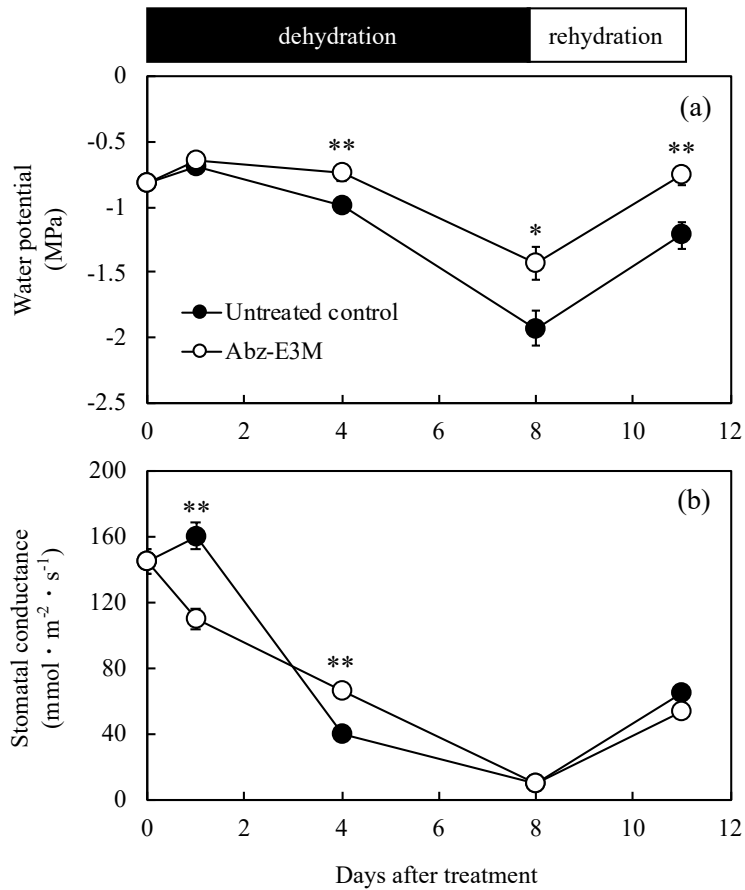 dehydration rehydration
0
(a)
-0.5
**
**
-1
*
-1.5
Untreated control
-2
Abz-E3M
-2.5
Water potential
(MPa)
0 2 4 6 8 10 12
200
(b)
**
160
120
**
80
40
0
Stomatal conductance
(mmol・m-2・s-1)
0 2 4 6 8 10 12
Days after treatment